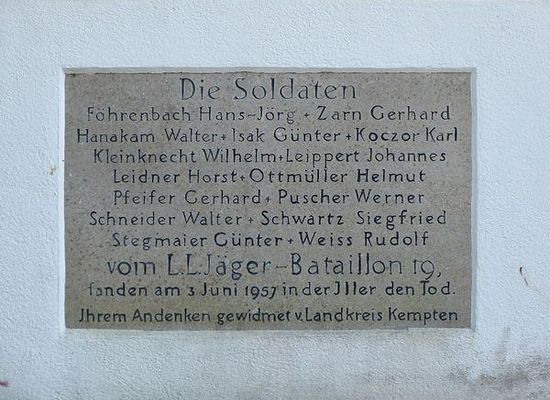 Die Soldaten
Föhrenbach Hans-Jörg + Zarn Gerhard
Hanakam Walter + Isak Günter + Koczor Karl
Kleinknecht Wilhelm + Leippert Johannes
Leidner Horst + Ottmüller Helmut
Pfeifer Gerhard + Puscher Werner
Schneider Walter + Schwartz Siegfried
Stegmaier Günter + Weiss Rudolf
vom L.L.Jäger-Bataillon 19,
fanden am 3 Juni 1957 in der Jller den Tod.
Jhrem Andenken gewidmet v. Landkreis Kempten